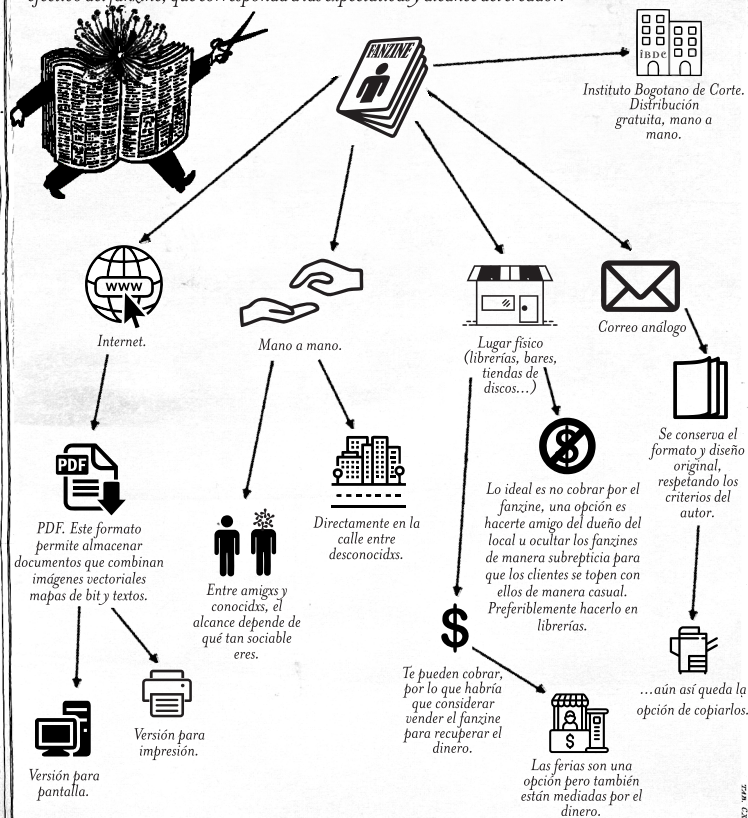 efectivo del fanzine, que corresponda a las expectativas y alcance del creador.
FANZINE
IBDC
Instituto Bogotano de Corte.
Distribución
gratuita, mano a
mano.
www
Internet.
Mano a mano.
Lugar físico
(librerías, bares,
tiendas de
discos...)
Correo análogo
PDF
PDF. Este formato
permite almacenar
documentos que combinan
imágenes vectoriales
mapas de bit y textos.
Entre amigxs y
conocidxs, el
alcance depende de
qué tan sociable
eres.
Directamente en la
calle entre
desconocidxs.
$
Lo ideal es no cobrar por el
fanzine, una opción es
hacerte amigo del dueño del
local u ocultar los fanzines
de manera subrepticia para
que los clientes se topen con
ellos de manera casual.
Preferiblemente hacerlo en
librerías.
Se conserva el
formato y diseño
original,
respetando los
criterios del
autor.
$
Te pueden cobrar,
por lo que habría
que considerar
vender el fanzine
para recuperar el
dinero.
...aún así queda la
opción de copiarlos.
Versión para
pantalla.
Versión para
impresión.
$
Las ferias son una
opción pero también
están mediadas por el
dinero.